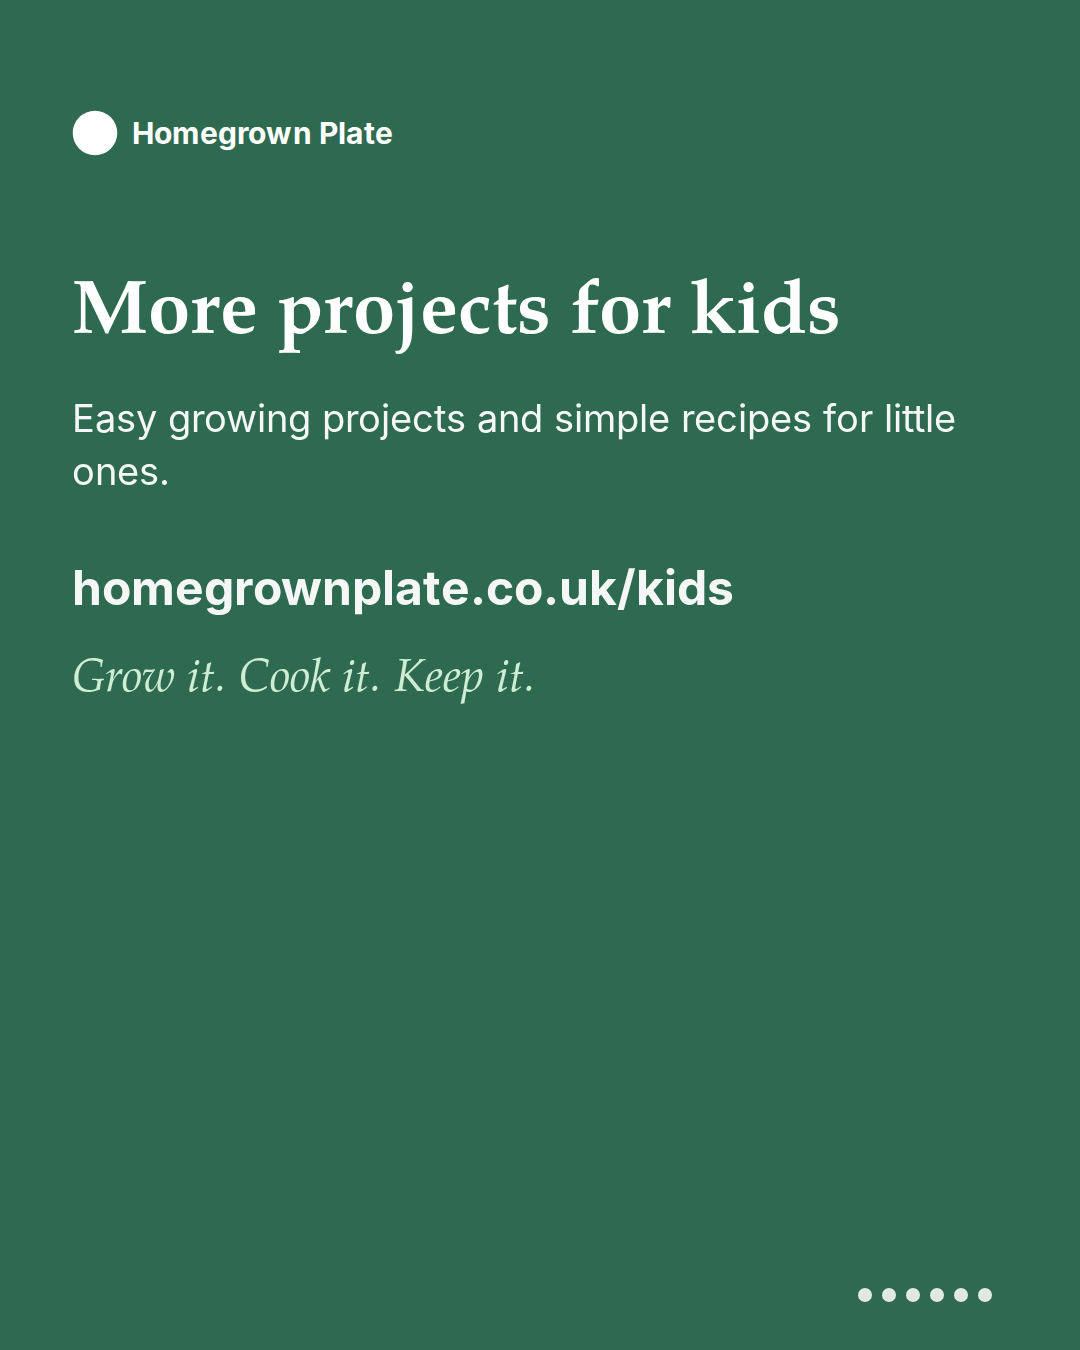 Homegrown Plate
More projects for kids
Easy growing projects and simple recipes for little
ones.
homegrownplate.co.uk/kids
Grow it. Cook it. Keep it.